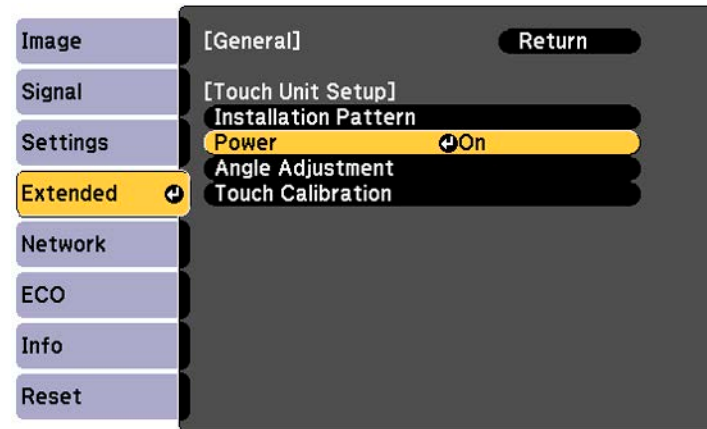 Image
Signal
Settings
Extended
Network
ECO
Info
Reset
[General] Return
[Touch Unit Setup]
Installation Pattern
Power On
Angle Adjustment
Touch Calibration